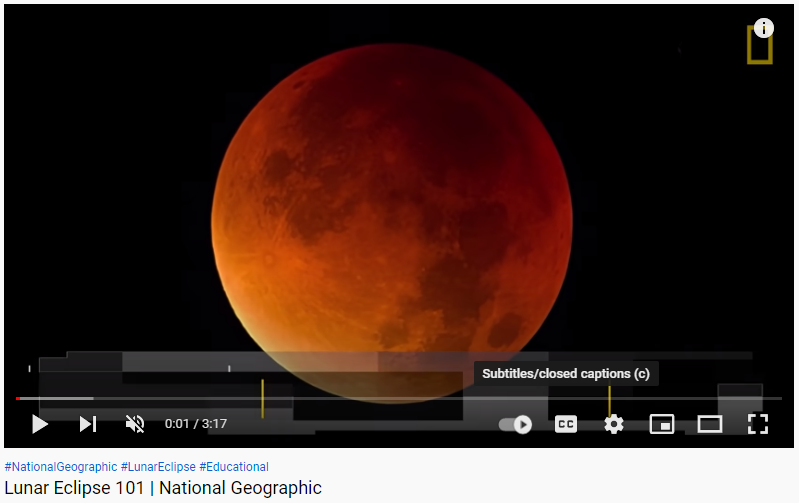 Subtitles/closed captions (c)
0:01 / 3:17
CC
#NationalGeographic #LunarEclipse #Educational
Lunar Eclipse 101 | National Geographic